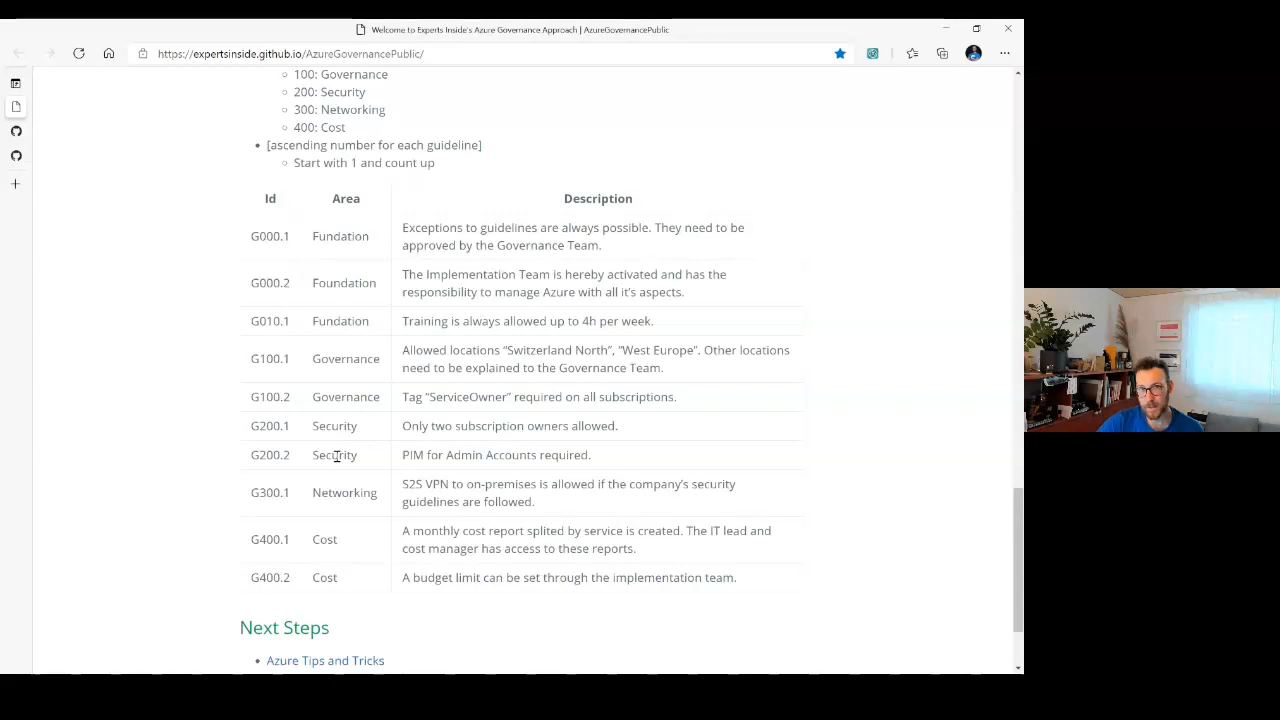 Welcome to Experts Inside's Azure Governance Approach | AzureGovernancePublic
https://expertsinside.github.io/AzureGovernancePublic/
100: Governance
200: Security
300: Networking
400: Cost
[ascending number for each guideline]
Start with 1 and count up
Id Area Description
G000.1 Fundation Exceptions to guidelines are always possible. They need to be
approved by the Governance Team.
G000.2 Foundation The Implementation Team is hereby activated and has the
responsibility to manage Azure with all it's aspects.
G010.1 Fundation Training is always allowed up to 4h per week.
G100.1 Governance Allowed locations “Switzerland North”, “West Europe”. Other locations
need to be explained to the Governance Team.
G100.2 Governance Tag “ServiceOwner” required on all subscriptions.
G200.1 Security Only two subscription owners allowed.
G200.2 Security PIM for Admin Accounts required.
G300.1 Networking S2S VPN to on-premises is allowed if the company's security
guidelines are followed.
G400.1 Cost A monthly cost report splited by service is created. The IT lead and
cost manager has access to these reports.
G400.2 Cost A budget limit can be set through the implementation team.
Next Steps
Azure Tips and Tricks